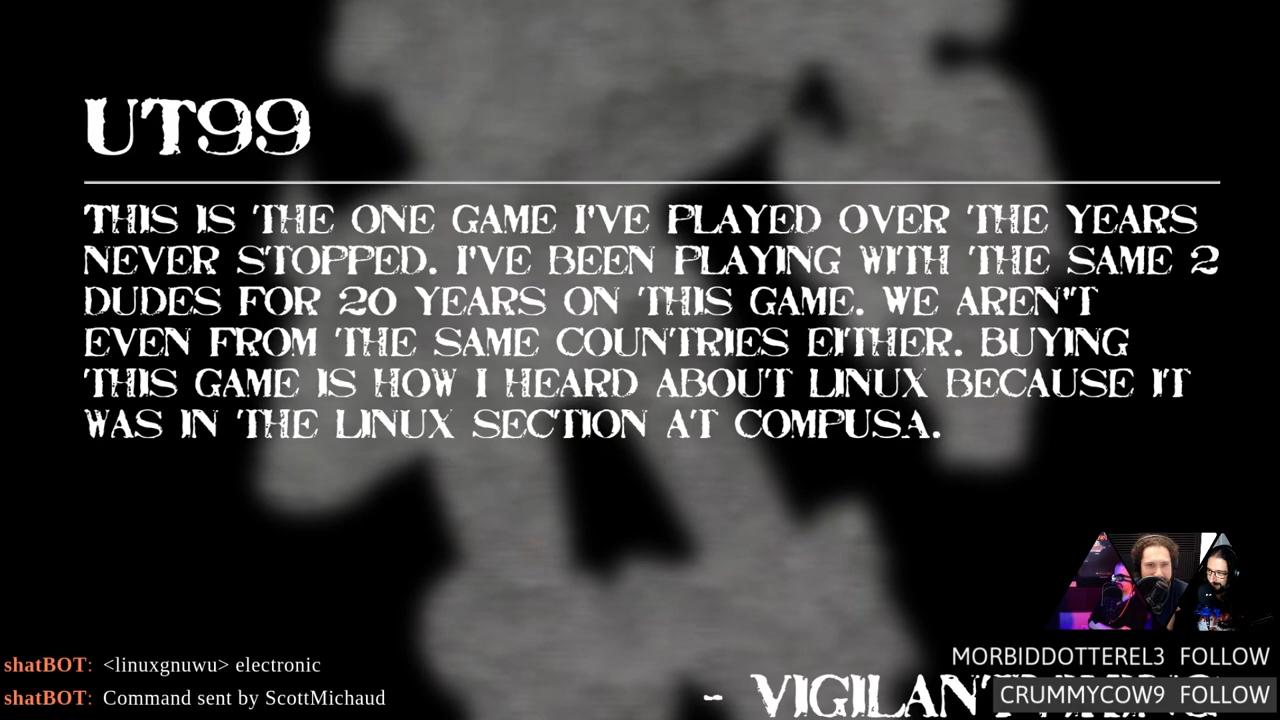 UT99
THIS IS THE ONE GAME I'VE PLAYED OVER THE YEARS
NEVER STOPPED. I'VE BEEN PLAYING WITH THE SAME 2
DUDES FOR 20 YEARS ON THIS GAME. WE AREN'T
EVEN FROM THE SAME COUNTRIES EITHER. BUYING
THIS GAME IS HOW I HEARD ABOUT LINUX BECAUSE IT
WAS IN THE LINUX SECTION AT COMPUSA.
MORBIDDOTTEREL3 FOLLOW
shatBOT: <linuxgnuwu> electronic
shatBOT: Command sent by ScottMichaud
-
CRUMMYCOW9 FOLLOW